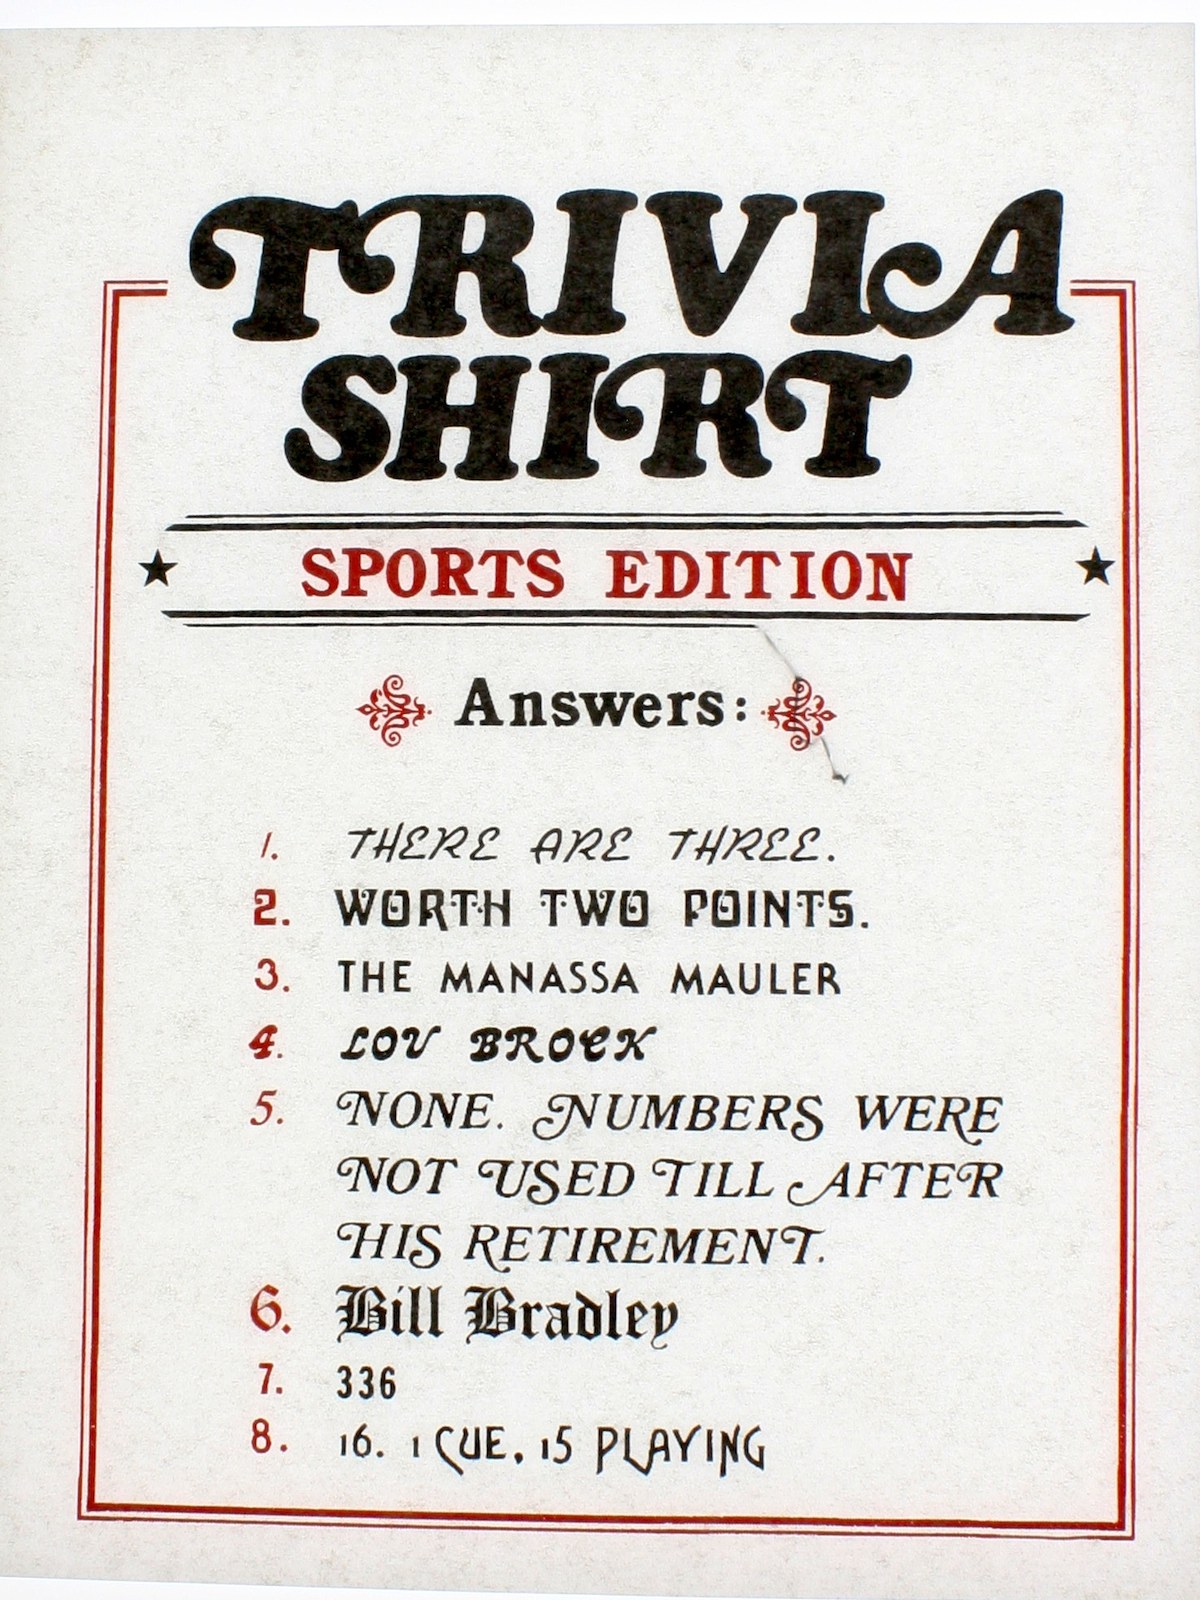 TRIVIA
SHIRT
SPORTS EDITION
Answers:
1. THERE ARE THREE.
2. WORTH TWO POINTS.
3. THE MANASSA MAULER
4. LOU BROCK
5. NONE. NUMBERS WERE
NOT USED TILL AFTER
HIS RETIREMENT.
6. Bill Bradley
7. 336
8. 16. 1 CUE, 15 PLAYING